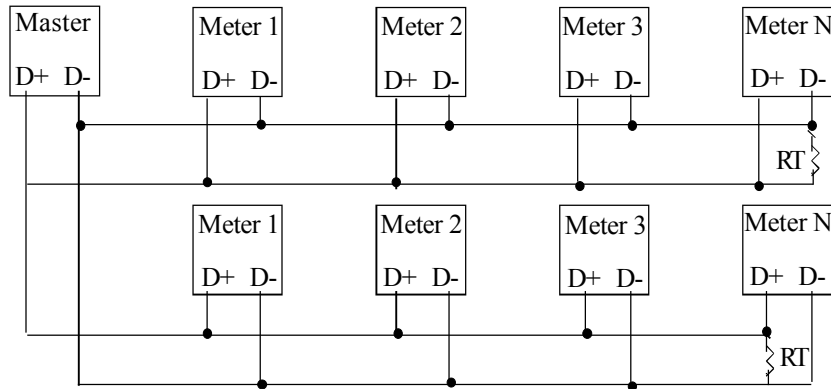 Master Meter 1 Meter 2 Meter 3 Meter N
D+ D- D+ D- D+ D- D+ D- D+ D-
RT
Meter 1 Meter 2 Meter 3 Meter N
D+ D- D+ D- D+ D- D+ D-
RT